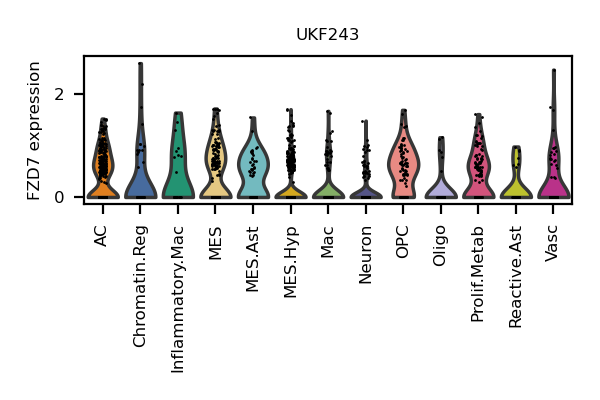 UKF243
FZD7 expression
2
0
AC
Chromatin.Reg
Inflammatory.Mac
MES
MES.Ast
MES.Hyp
Mac
Neuron
OPC
Oligo
Prolif.Metab
Reactive.Ast
Vasc